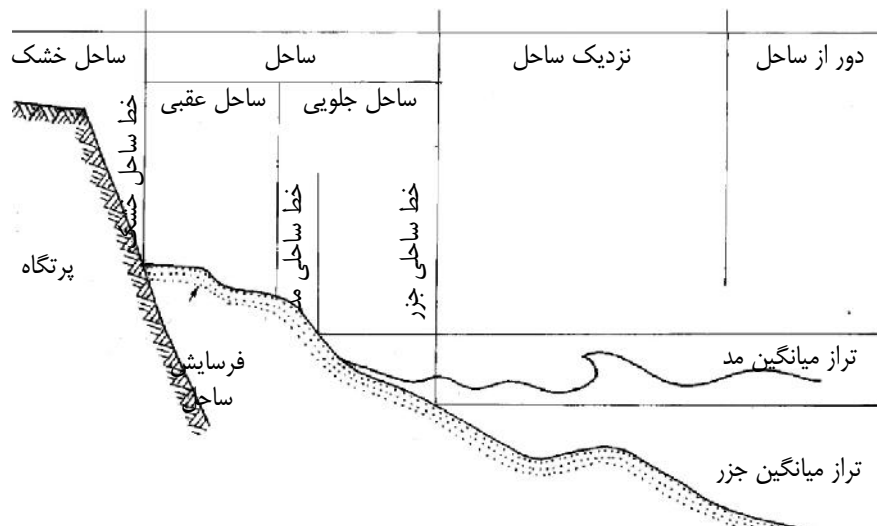 دور از ساحل
نزدیک ساحل
ساحل
ساحل خشک
ساحل جلویی
ساحل عقبی
خط ساحلی جزر
خط ساحلی مد
خط ساحل
پرتگاه
فرسایش
ساحل
تراز میانگین مد
تراز میانگین جزر